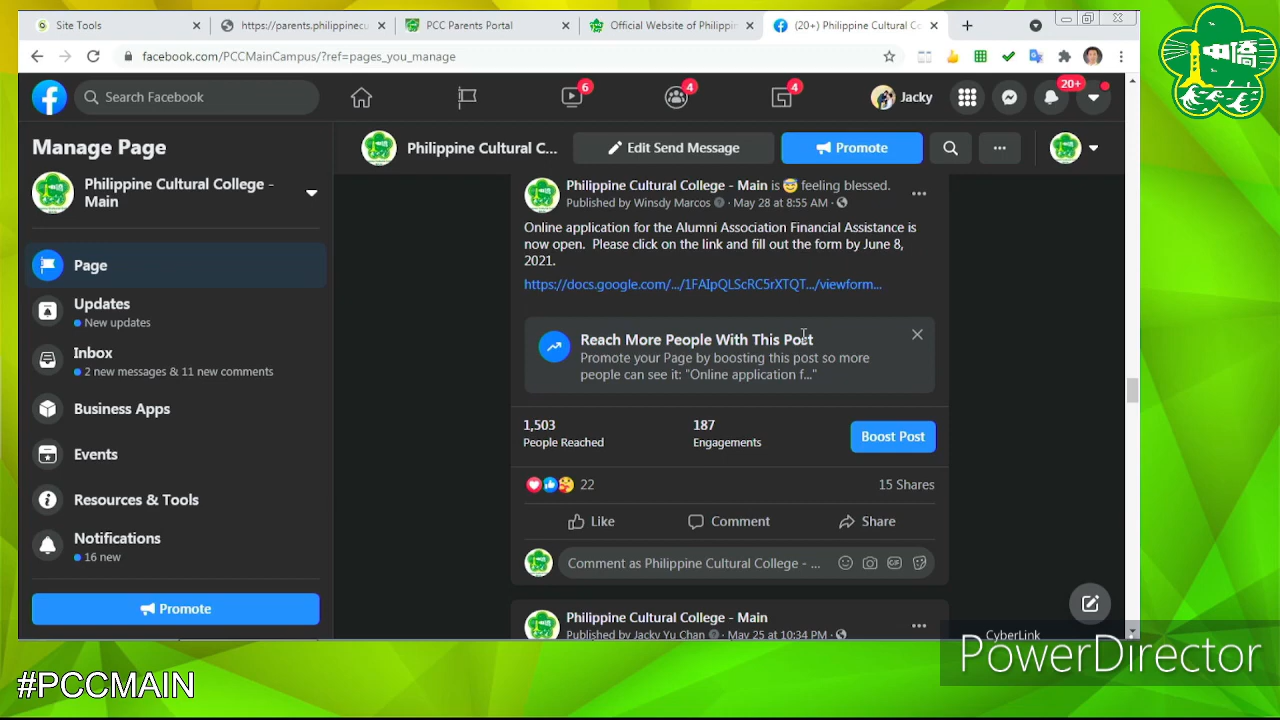 Site Tools
https://parents.philippinecu
PCC Parents Portal
Official Website of Philippin
(20+) Philippine Cultural Co
facebook.com/PCCMainCampus/?ref=pages_you_manage
Search Facebook
6
4
4
Jacky
20+
Manage Page
Philippine Cultural College -
Main
Page
Updates
New updates
Inbox
2 new messages & 11 new comments
Business Apps
Events
Resources & Tools
Notifications
16 new
Promote
Philippine Cultural C...
Edit Send Message
Promote
Philippine Cultural College - Main is 😇 feeling blessed.
Published by Winsdy Marcos · May 28 at 8:55 AM ·
Online application for the Alumni Association Financial Assistance is
now open. Please click on the link and fill out the form by June 8,
2021.
https://docs.google.com/.../1FAIpQLScRC5rXTQT.../viewform...
Reach More People With This Post
Promote your Page by boosting this post so more
people can see it: "Online application f..."
1,503
People Reached
187
Engagements
Boost Post
22
15 Shares
Like
Comment
Share
Comment as Philippine Cultural College - ...
GIF
Philippine Cultural College - Main
Published by Jacky Yu Chan · May 25 at 10:34 PM ·
中僑
CyberLink
PowerDirector
#PCCMAIN